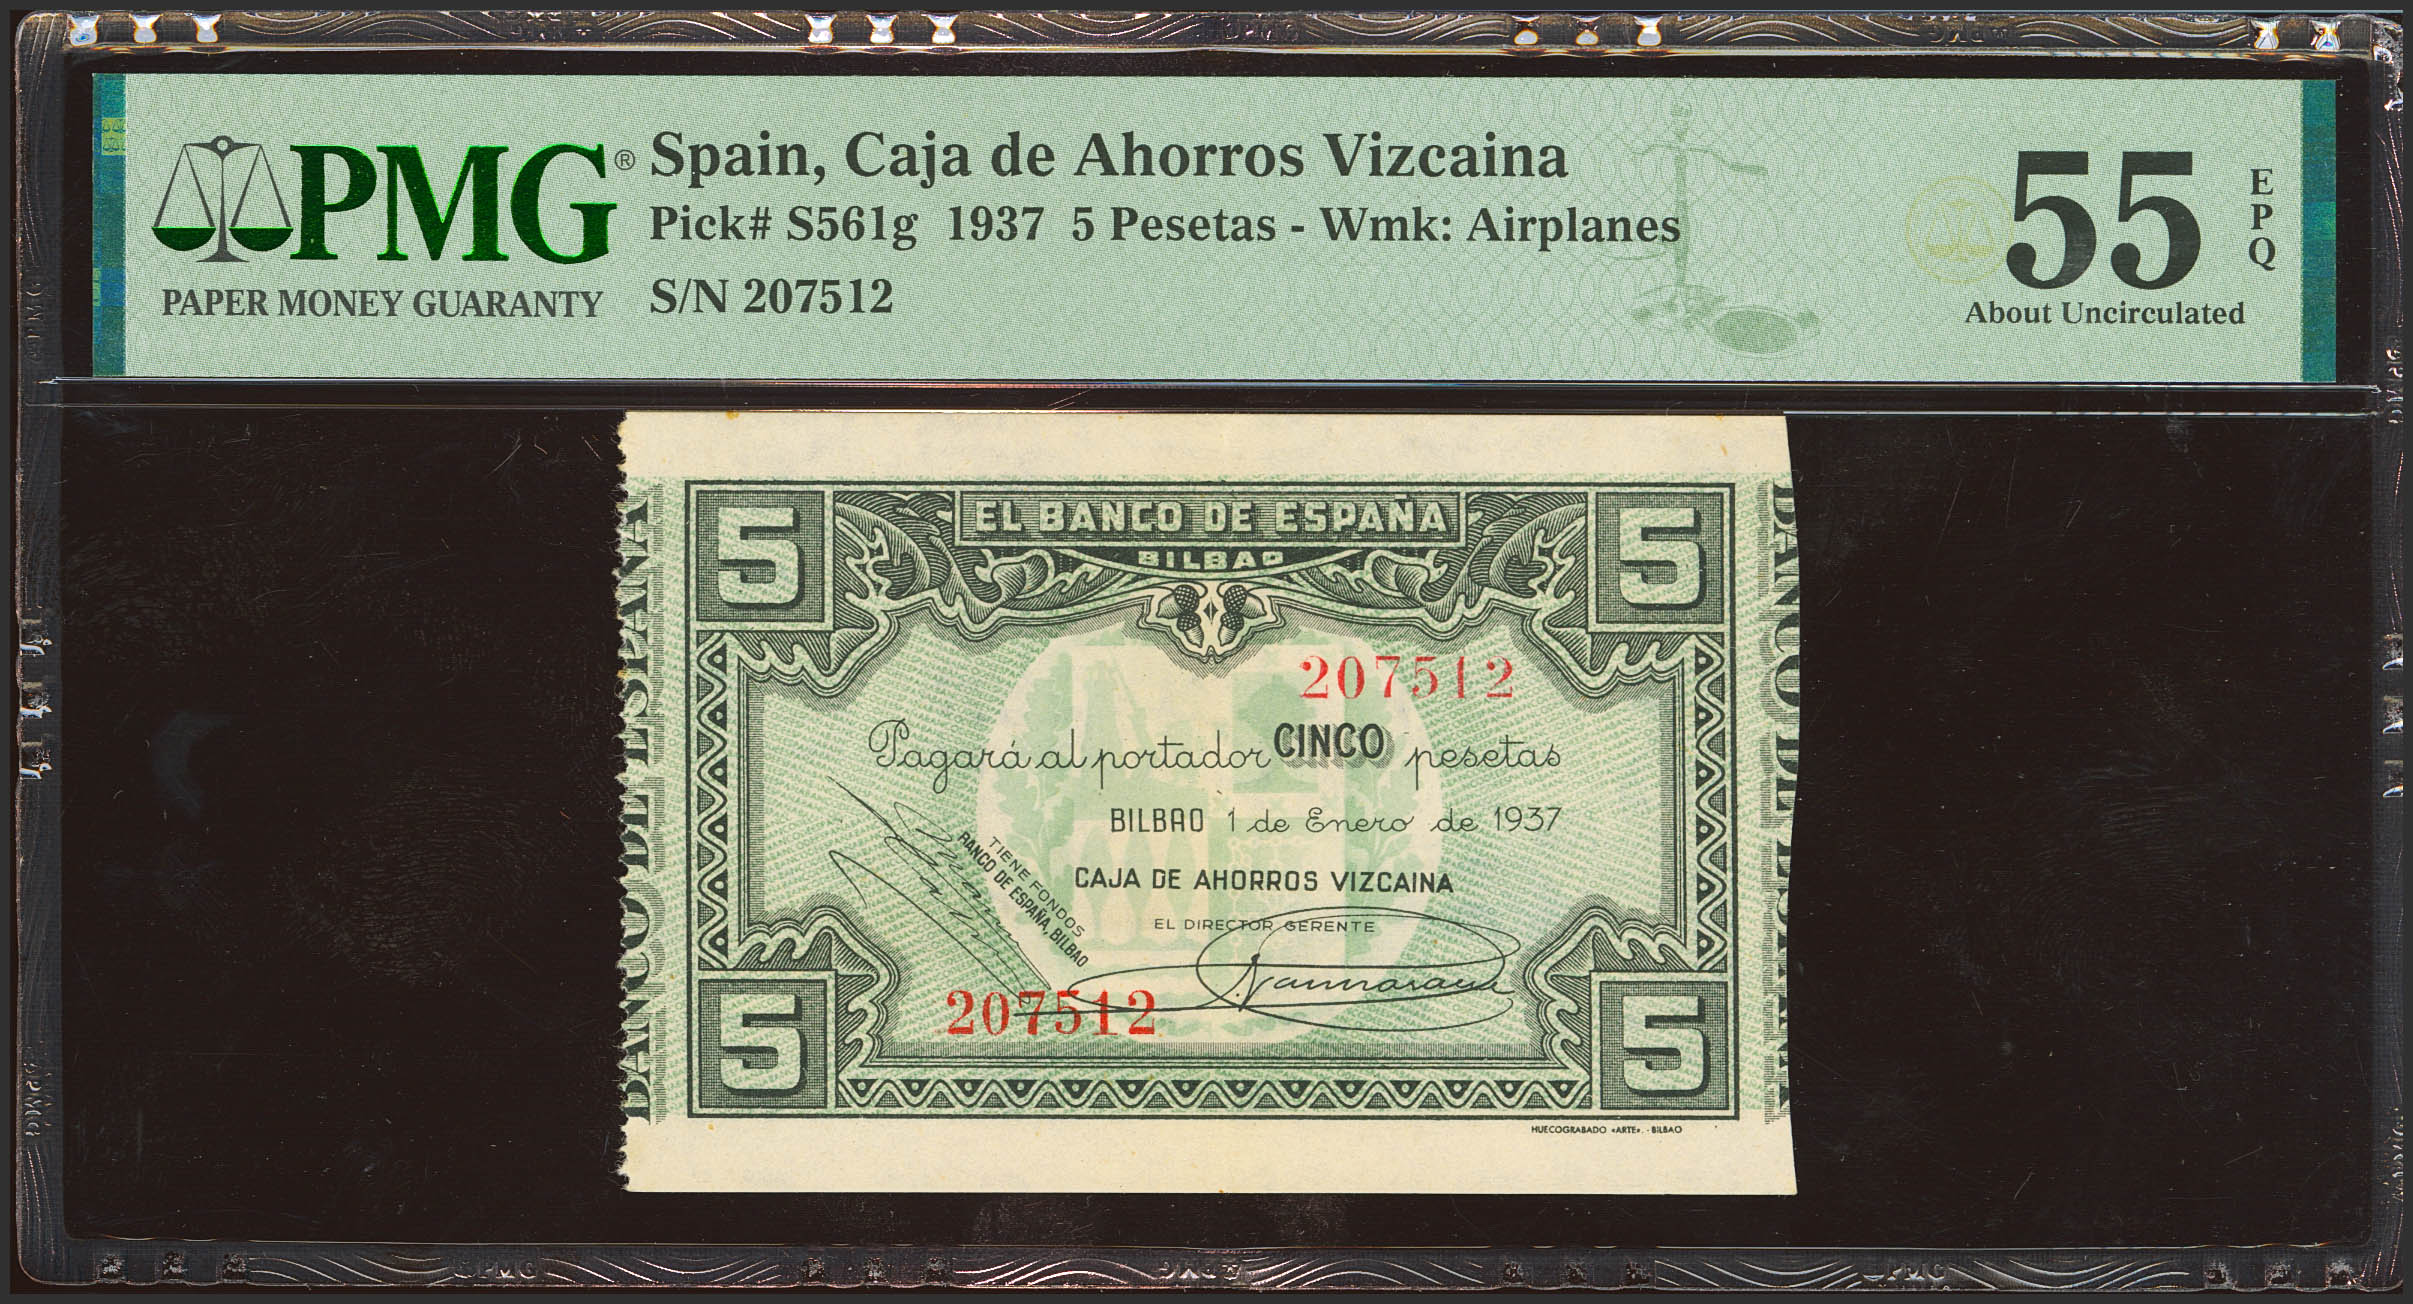 PMG®
PAPER MONEY GUARANTY
Spain, Caja de Ahorros Vizcaina
Pick# S561g 1937 5 Pesetas - Wmk: Airplanes
S/N 207512
55
EPQ
About Uncirculated
BANCO DE ESPAÑA
5
EL BANCO DE ESPAÑA
BILBAO
5
BANCO DE ESPAÑA
207512
Pagará al portador CINCO pesetas
BILBAO 1 de Enero de 1937
TIENE FONDOS
BANCO DE ESPAÑA, BILBAO
CAJA DE AHORROS VIZCAINA
EL DIRECTOR GERENTE
207512
5
5
HUECOGRABADO «ARTE». - BILBAO